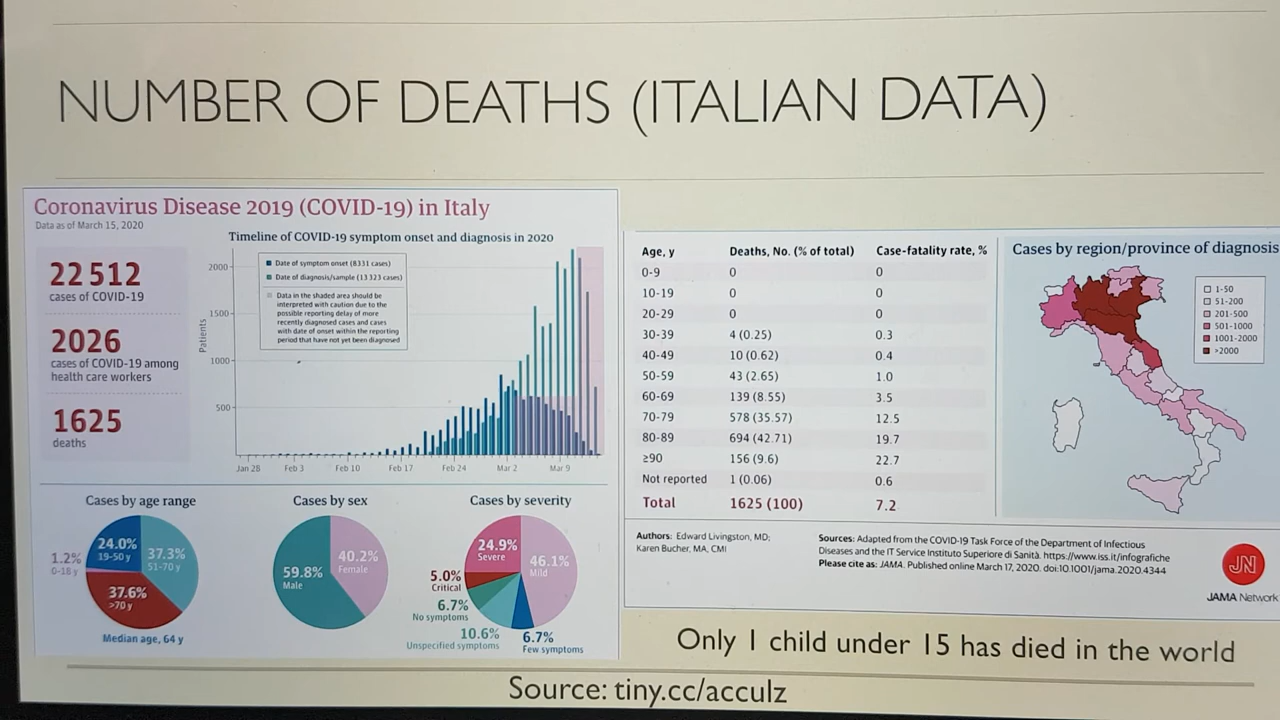 NUMBER OF DEATHS (ITALIAN DATA)
Coronavirus Disease 2019 (COVID-19) in Italy
Data as of March 15, 2020
22 512
cases of COVID-19
2026
cases of COVID-19 among
health care workers
1625
deaths
Timeline of COVID-19 symptom onset and diagnosis in 2020
Date of symptom onset (8331 cases)
Date of diagnosis/sample (13 323 cases)
Data in the shaded area should be
interpreted with caution due to the
possible reporting delay of more
recently diagnosed cases and cases
with date of onset within the reporting
period that have not yet been diagnosed
Patients
2000
1500
1000
500
Jan 28 Feb 3 Feb 10 Feb 17 Feb 24 Mar 2 Mar 9
Cases by age range
24.0%
19-50 y
37.3%
51-70 y
1.2%
0-18 y
37.6%
>70 y
Median age, 64 y
Cases by sex
40.2%
Female
59.8%
Male
Cases by severity
24.9%
Severe
46.1%
Mild
5.0%
Critical
6.7%
No symptoms
10.6%
Unspecified symptoms
6.7%
Few symptoms
Age, y Deaths, No. (% of total) Case-fatality rate, %
0-9 0 0
10-19 0 0
20-29 0 0
30-39 4 (0.25) 0.3
40-49 10 (0.62) 0.4
50-59 43 (2.65) 1.0
60-69 139 (8.55) 3.5
70-79 578 (35.57) 12.5
80-89 694 (42.71) 19.7
≥90 156 (9.6) 22.7
Not reported 1 (0.06) 0.6
Total 1625 (100) 7.2
Cases by region/province of diagnosis
1-50
51-200
201-500
501-1000
1001-2000
>2000
Authors: Edward Livingston, MD;
Karen Bucher, MA, CMI
Sources: Adapted from the COVID-19 Task Force of the Department of Infectious
Diseases and the IT Service Instituto Superiore di Sanità. https://www.iss.it/infografiche
Please cite as: JAMA. Published online March 17, 2020. doi:10.1001/jama.2020.4344
JN
JAMA Network
Only 1 child under 15 has died in the world
Source: tiny.cc/acculz